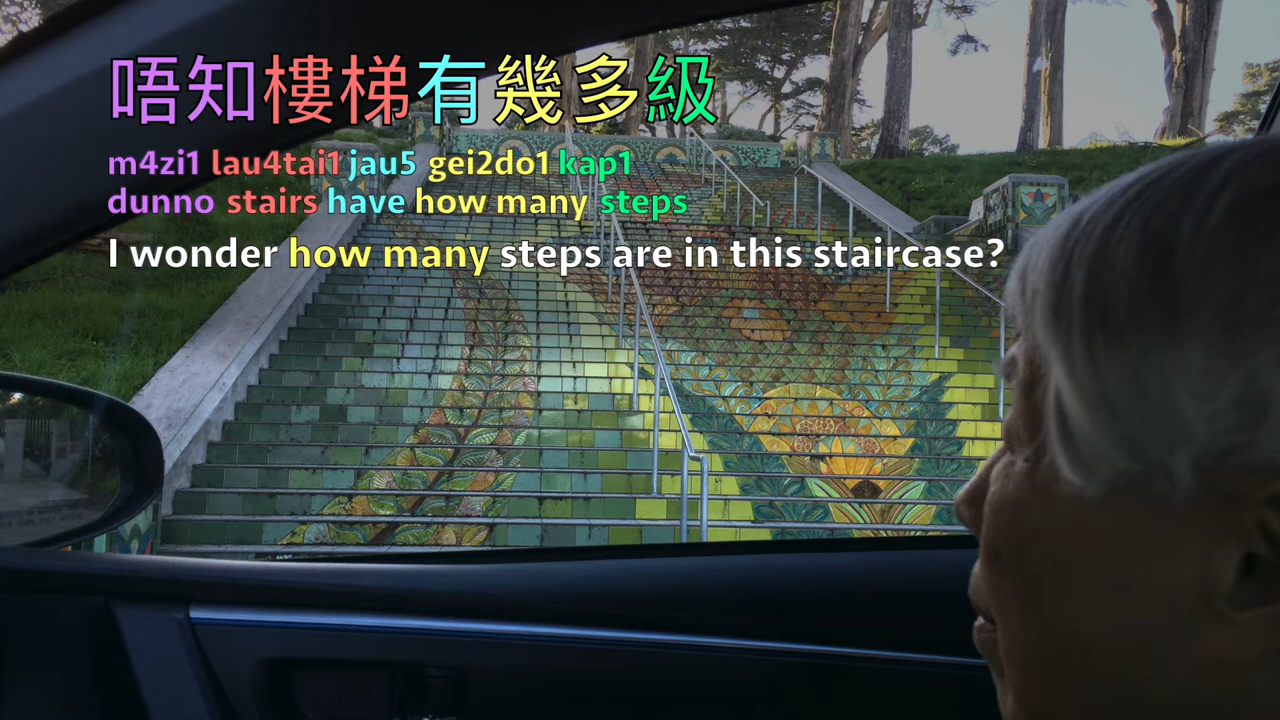 唔知樓梯有幾多級
m4zi1 lau4tai1 jau5 gei2do1 kap1
dunno stairs have how many steps
I wonder how many steps are in this staircase?